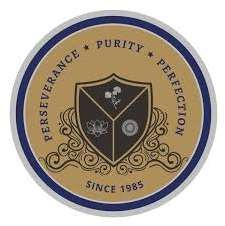 PERSEVERANCE ★ PURITY ★ PERFECTION
SINCE 1985